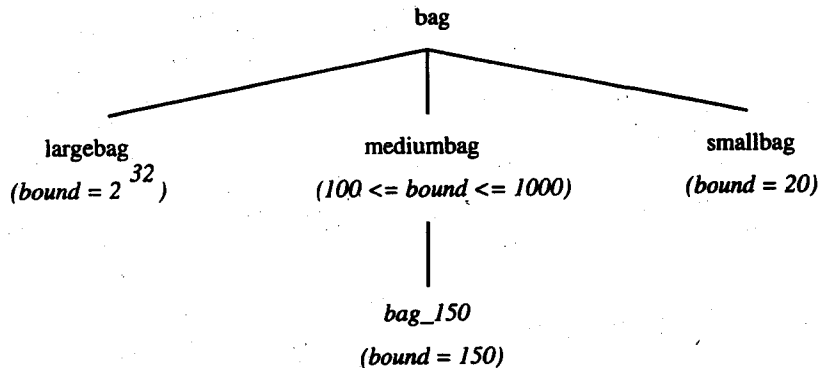 bag
largebag mediumbag smallbag
(bound = 2^32) (100 <= bound <= 1000) (bound = 20)
bag_150
(bound = 150)